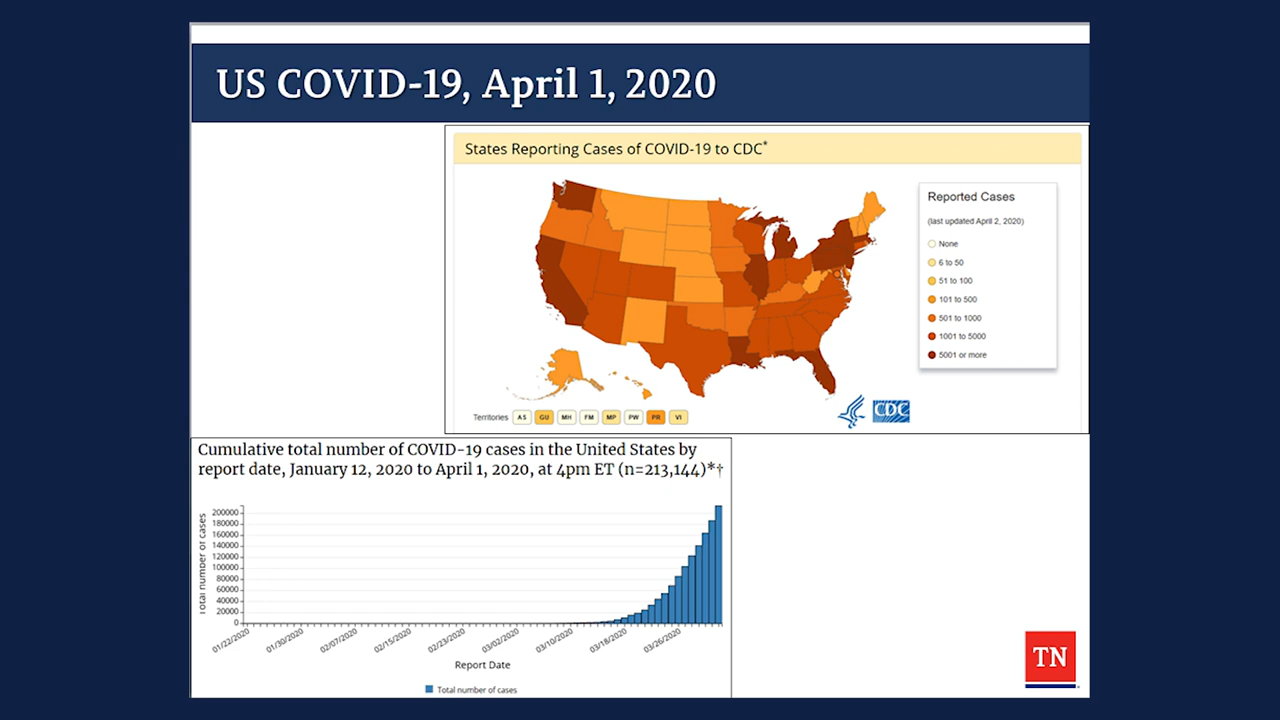 US COVID-19, April 1, 2020
States Reporting Cases of COVID-19 to CDC*
Reported Cases
(last updated April 2, 2020)
None
6 to 50
51 to 100
101 to 500
501 to 1000
1001 to 5000
5001 or more
Territories AS GU MH FM MP PW PR VI
CDC
Cumulative total number of COVID-19 cases in the United States by
report date, January 12, 2020 to April 1, 2020, at 4pm ET (n=213,144)*†
Total number of cases
200000
180000
160000
140000
120000
100000
80000
60000
40000
20000
0
01/22/2020 01/30/2020 02/07/2020 02/15/2020 02/23/2020 03/02/2020 03/10/2020 03/18/2020 03/26/2020
Report Date
Total number of cases
TN